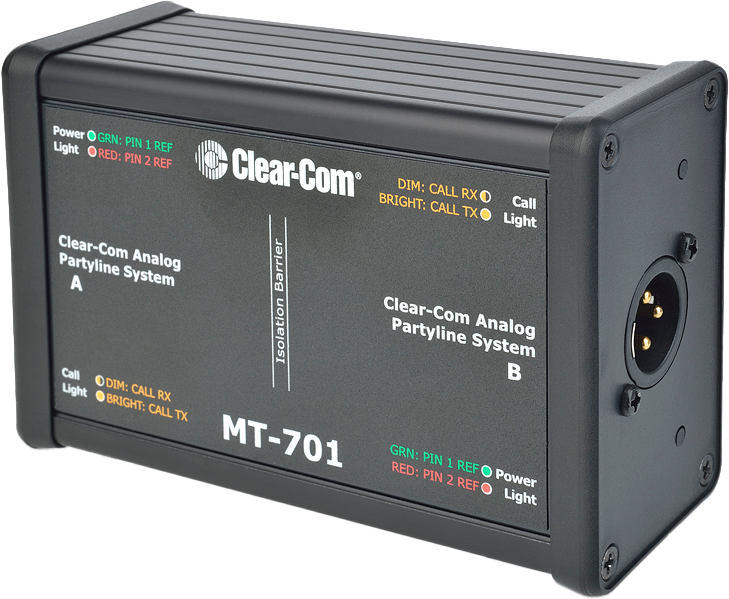 Power GRN: PIN 1 REF
Light RED: PIN 2 REF
Clear-Com®
DIM: CALL RX Call
BRIGHT: CALL TX Light
Clear-Com Analog
Partyline System
A
Isolation Barrier
Clear-Com Analog
Partyline System
B
Call DIM: CALL RX
Light BRIGHT: CALL TX
MT-701
GRN: PIN 1 REF Power
RED: PIN 2 REF Light